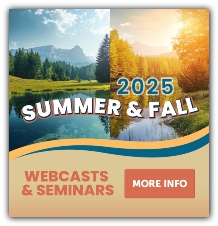 2025
SUMMER & FALL
WEBCASTS
& SEMINARS
MORE INFO